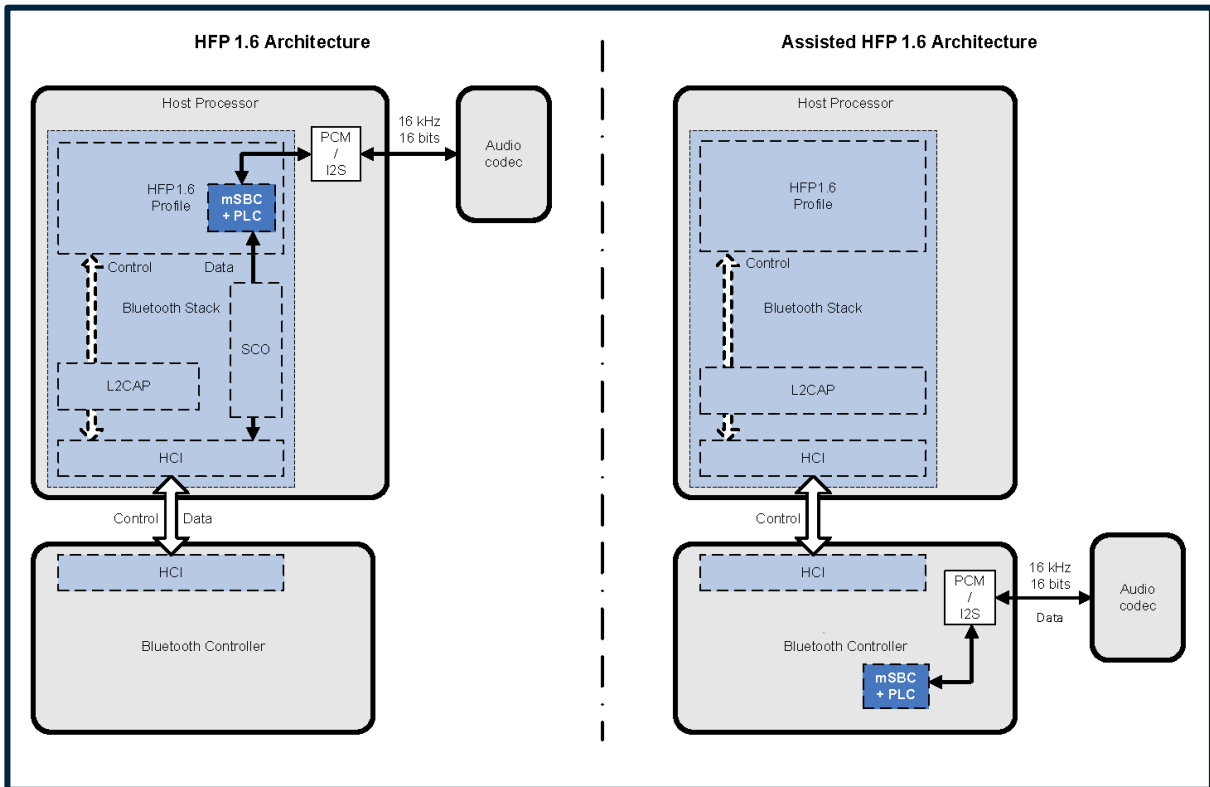 HFP 1.6 Architecture
Host Processor
PCM
/
I2S
16 kHz
16 bits
Audio
codec
HFP1.6
Profile
mSBC
+ PLC
Control
Data
Bluetooth Stack
SCO
L2CAP
HCI
Control
Data
HCI
Bluetooth Controller
Assisted HFP 1.6 Architecture
Host Processor
HFP1.6
Profile
Control
Bluetooth Stack
L2CAP
HCI
Control
HCI
PCM
/
I2S
16 kHz
16 bits
Data
Audio
codec
Bluetooth Controller
mSBC
+ PLC